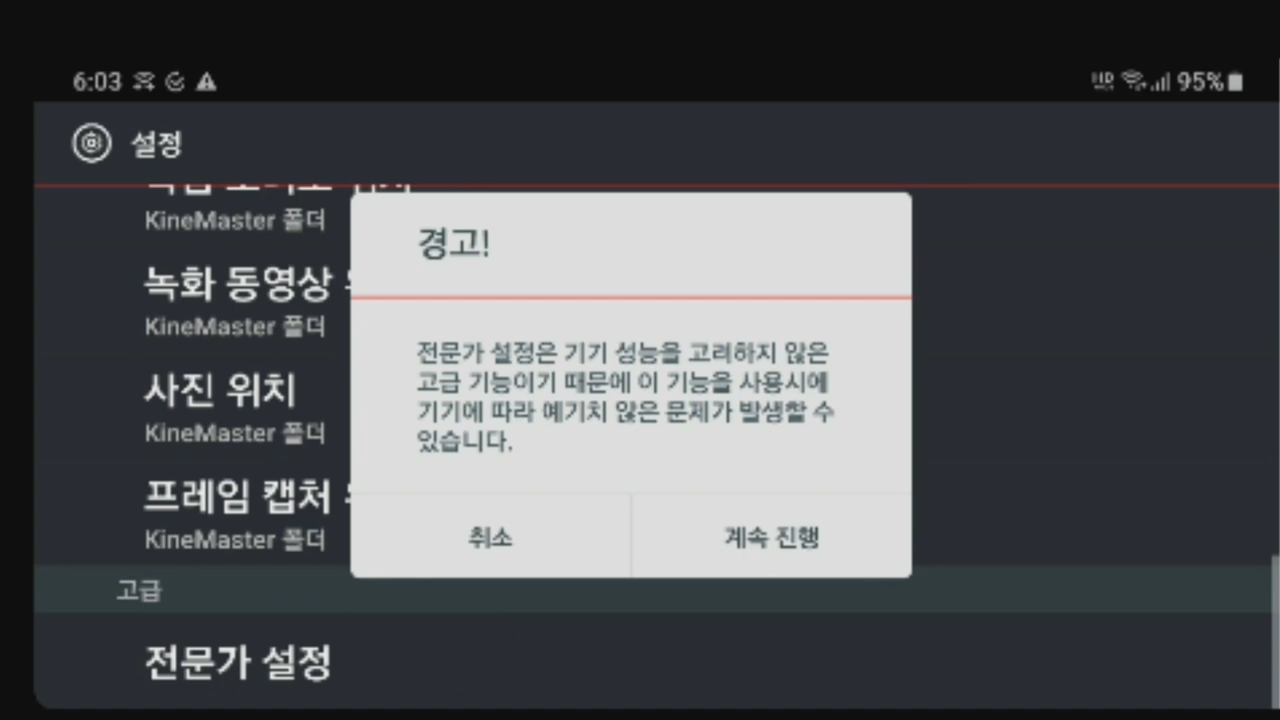 6:03
95%
설정
KineMaster 폴더
녹화 동영상
KineMaster 폴더
사진 위치
KineMaster 폴더
프레임 캡처
KineMaster 폴더
고급
전문가 설정
경고!
전문가 설정은 기기 성능을 고려하지 않은
고급 기능이기 때문에 이 기능을 사용시에
기기에 따라 예기치 않은 문제가 발생할 수
있습니다.
취소
계속 진행